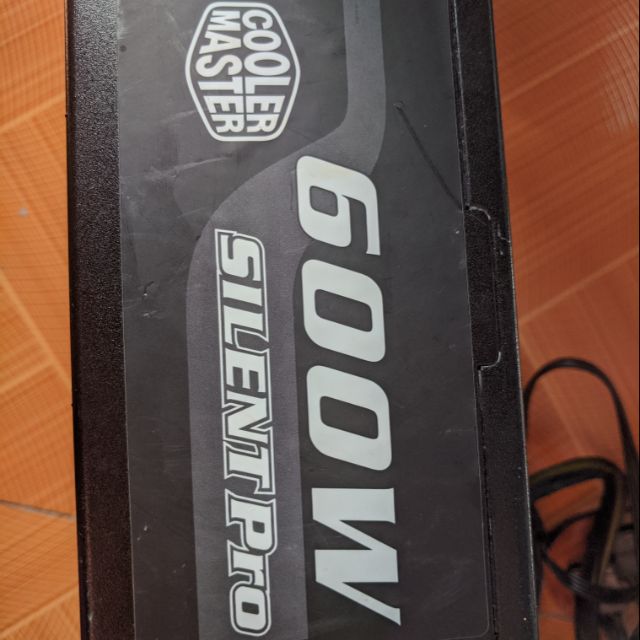 COOLER
MASTER
600W
SILENT Pro